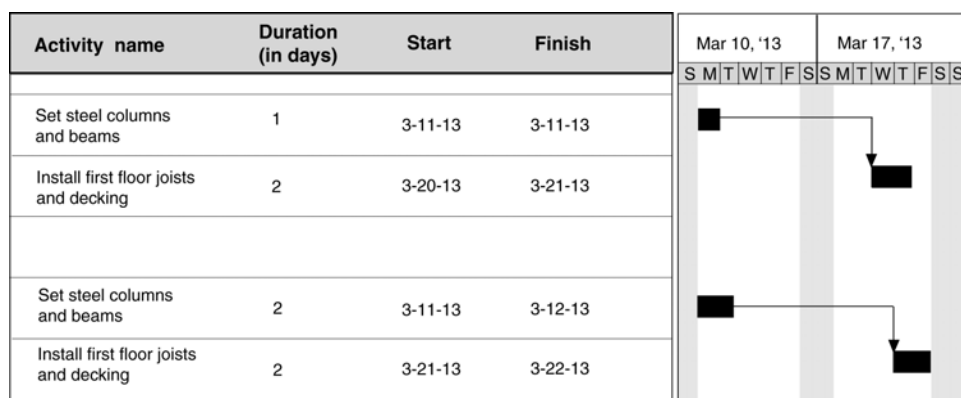 Activity name
Duration
(in days)
Start
Finish
Mar 10, ‘13
Mar 17, ‘13
S M T W T F S S M T W T F S S
Set steel columns
and beams
1
3-11-13
3-11-13
Install first floor joists
and decking
2
3-20-13
3-21-13
Set steel columns
and beams
2
3-11-13
3-12-13
Install first floor joists
and decking
2
3-21-13
3-22-13